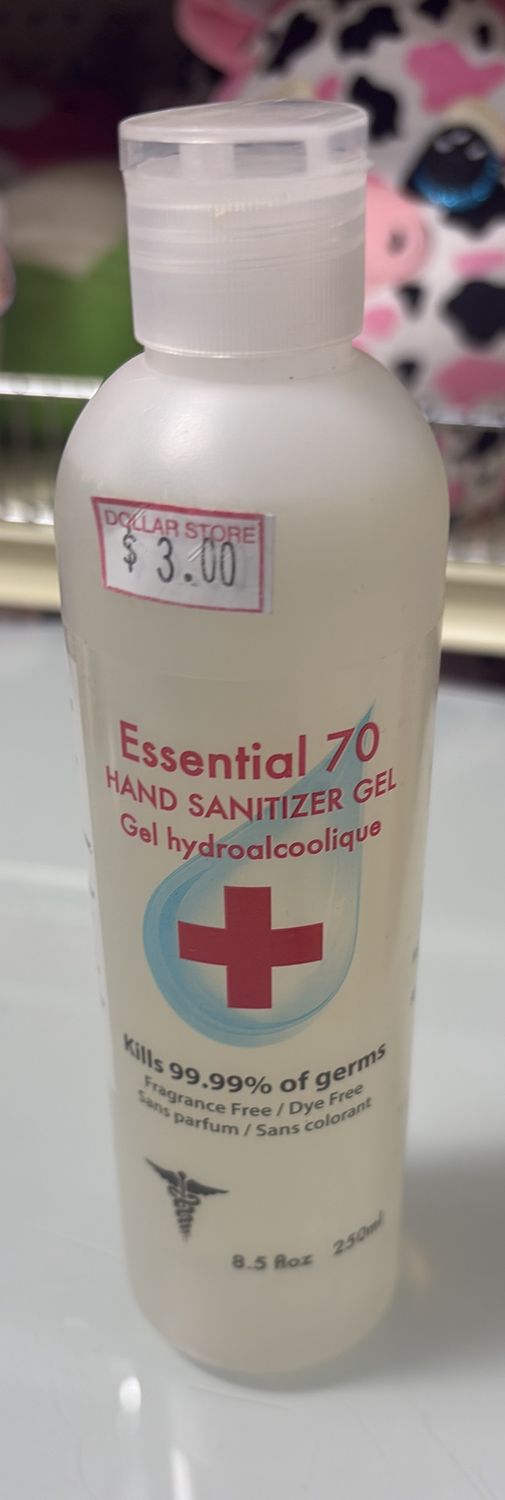 DOLLAR STORE
$ 3.00
Essential 70
HAND SANITIZER GEL
Gel hydroalcoolique
Kills 99.99% of germs
Fragrance Free / Dye Free
Sans parfum / Sans colorant
8.5 floz 250ml